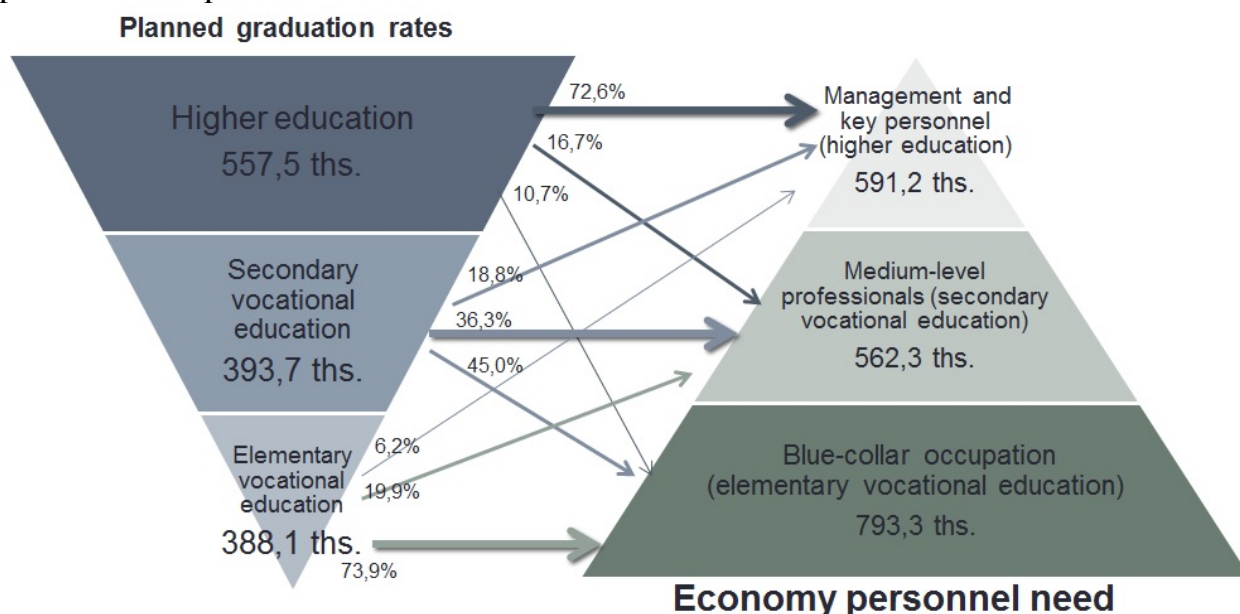 Planned graduation rates
Higher education
557,5 ths.
Secondary
vocational
education
393,7 ths.
Elementary
vocational
education
388,1 ths.
72,6%
16,7%
10,7%
18,8%
36,3%
45,0%
6,2%
19,9%
73,9%
Management and
key personnel
(higher education)
591,2 ths.
Medium-level
professionals (secondary
vocational education)
562,3 ths.
Blue-collar occupation
(elementary vocational education)
793,3 ths.
Economy personnel need